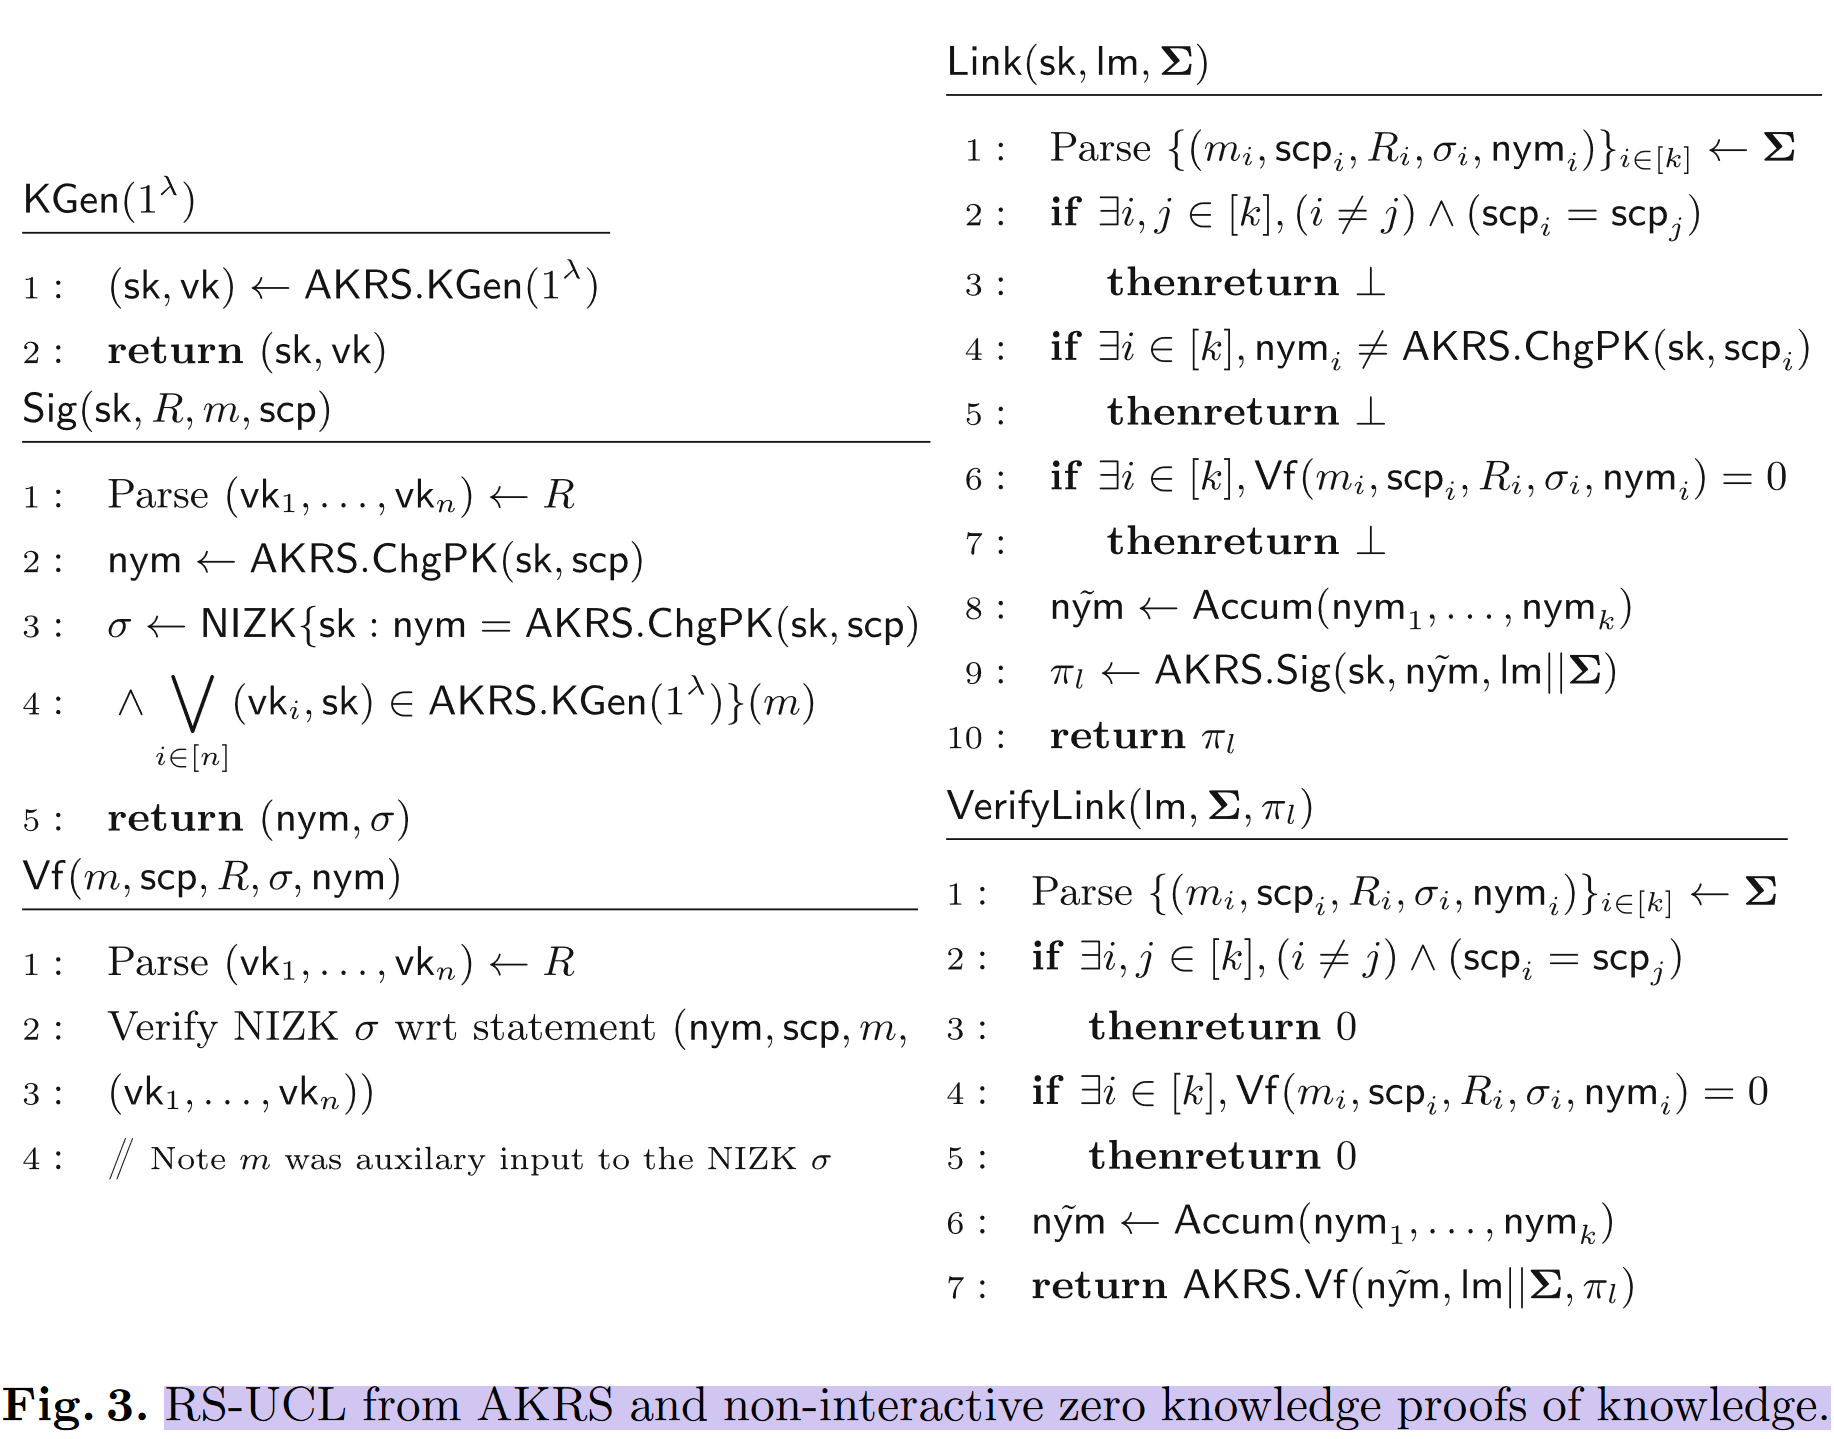 KGen(1^λ)
1 : (sk, vk) ← AKRS.KGen(1^λ)
2 : return (sk, vk)
Sig(sk, R, m, scp)
1 : Parse (vk₁, . . . , vkₙ) ← R
2 : nym ← AKRS.ChgPK(sk, scp)
3 : σ ← NIZK{sk : nym = AKRS.ChgPK(sk, scp)
4 : ∧ ⋁_{i∈[n]} (vk_i, sk) ∈ AKRS.KGen(1^λ)}(m)
5 : return (nym, σ)
Vf(m, scp, R, σ, nym)
1 : Parse (vk₁, . . . , vkₙ) ← R
2 : Verify NIZK σ wrt statement (nym, scp, m,
3 : (vk₁, . . . , vkₙ))
4 : // Note m was auxilary input to the NIZK σ
Link(sk, lm, Σ)
1 : Parse {(m_i, scp_i, R_i, σ_i, nym_i)}_{i∈[k]} ← Σ
2 : if ∃i, j ∈ [k], (i ≠ j) ∧ (scp_i = scp_j)
3 : thenreturn ⊥
4 : if ∃i ∈ [k], nym_i ≠ AKRS.ChgPK(sk, scp_i)
5 : thenreturn ⊥
6 : if ∃i ∈ [k], Vf(m_i, scp_i, R_i, σ_i, nym_i) = 0
7 : thenreturn ⊥
8 : nỹm ← Accum(nym₁, . . . , nym_k)
9 : π_l ← AKRS.Sig(sk, nỹm, lm||Σ)
10 : return π_l
VerifyLink(lm, Σ, π_l)
1 : Parse {(m_i, scp_i, R_i, σ_i, nym_i)}_{i∈[k]} ← Σ
2 : if ∃i, j ∈ [k], (i ≠ j) ∧ (scp_i = scp_j)
3 : thenreturn 0
4 : if ∃i ∈ [k], Vf(m_i, scp_i, R_i, σ_i, nym_i) = 0
5 : thenreturn 0
6 : nỹm ← Accum(nym₁, . . . , nym_k)
7 : return AKRS.Vf(nỹm, lm||Σ, π_l)
Fig. 3. RS-UCL from AKRS and non-interactive zero knowledge proofs of knowledge.